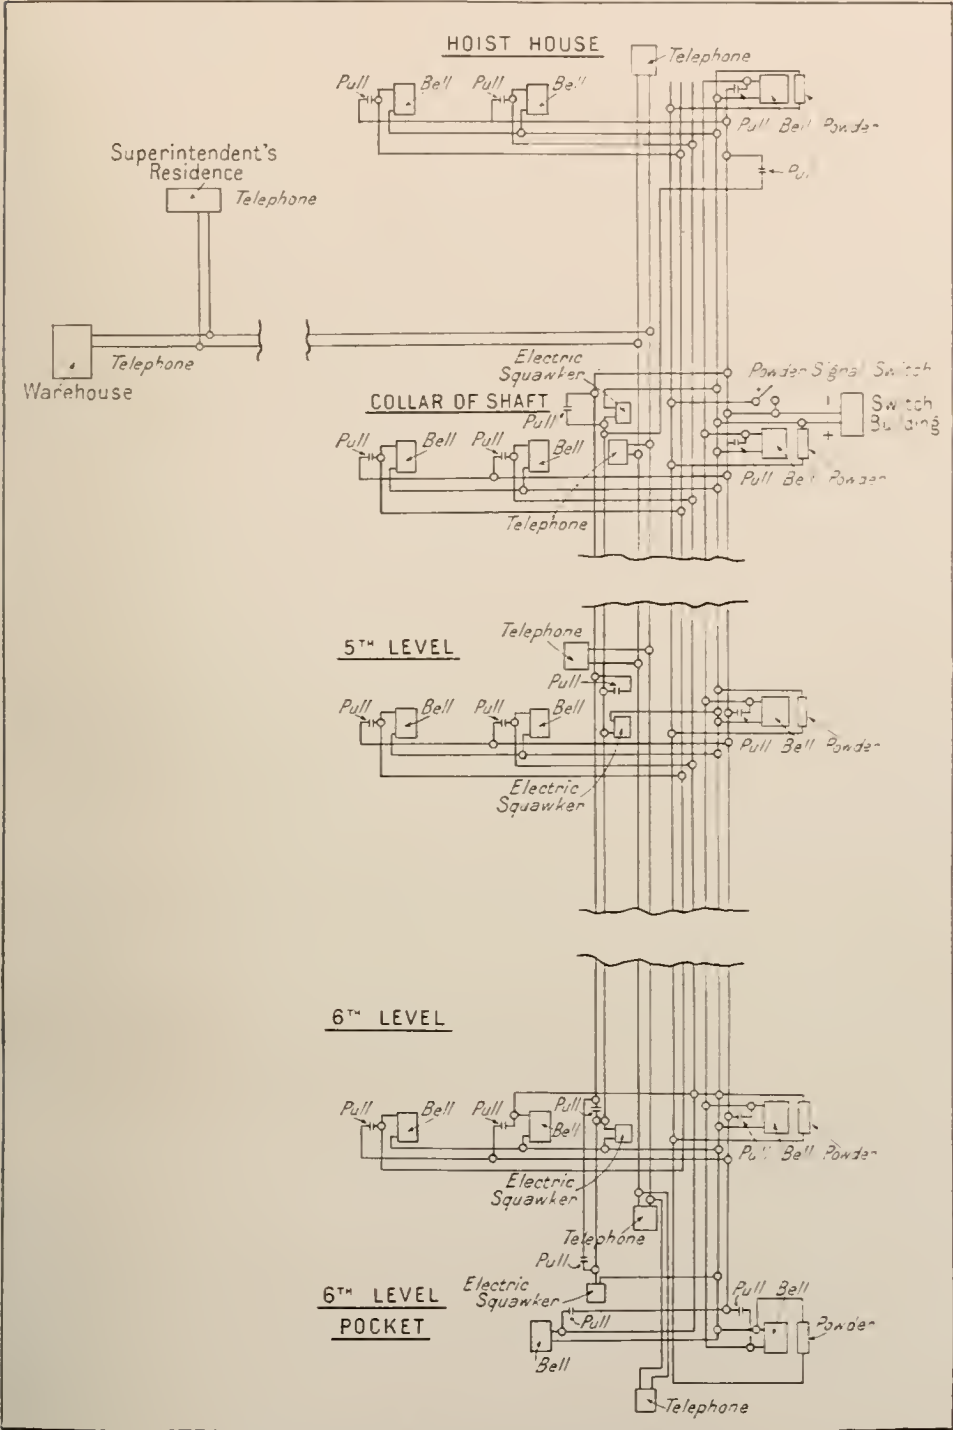 HOIST HOUSE
Telephone
Pull Bell Pull Bell
Pull Bell Powder
Superintendent's
Residence
Telephone
Telephone
Warehouse
Electric
Squawker
Powder Signal Switch
COLLAR OF SHAFT
Pull
− Switch
Building
+
Pull Bell Pull Bell
Pull Bell Powder
Telephone
5TH LEVEL
Telephone
Pull
Pull Bell Pull Bell
Pull Bell Powder
Electric
Squawker
6TH LEVEL
Pull Bell Pull Bell
Pull
Pull Bell Powder
Electric
Squawker
Telephone
Pull
6TH LEVEL
POCKET
Electric
Squawker
Pull
Bell
Pull Bell
Powder
Telephone